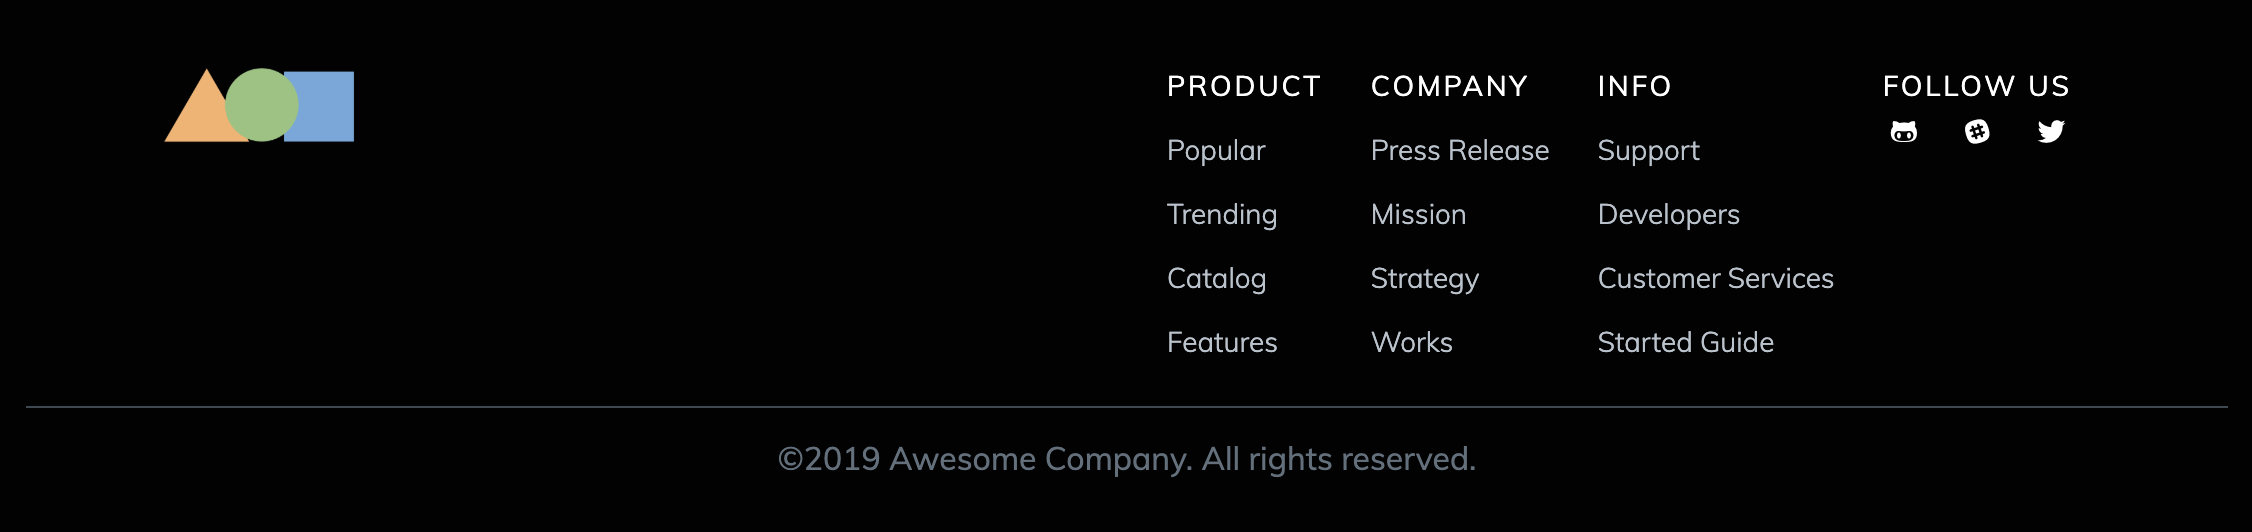 PRODUCT
Popular
Trending
Catalog
Features
COMPANY
Press Release
Mission
Strategy
Works
INFO
Support
Developers
Customer Services
Started Guide
FOLLOW US
©2019 Awesome Company. All rights reserved.